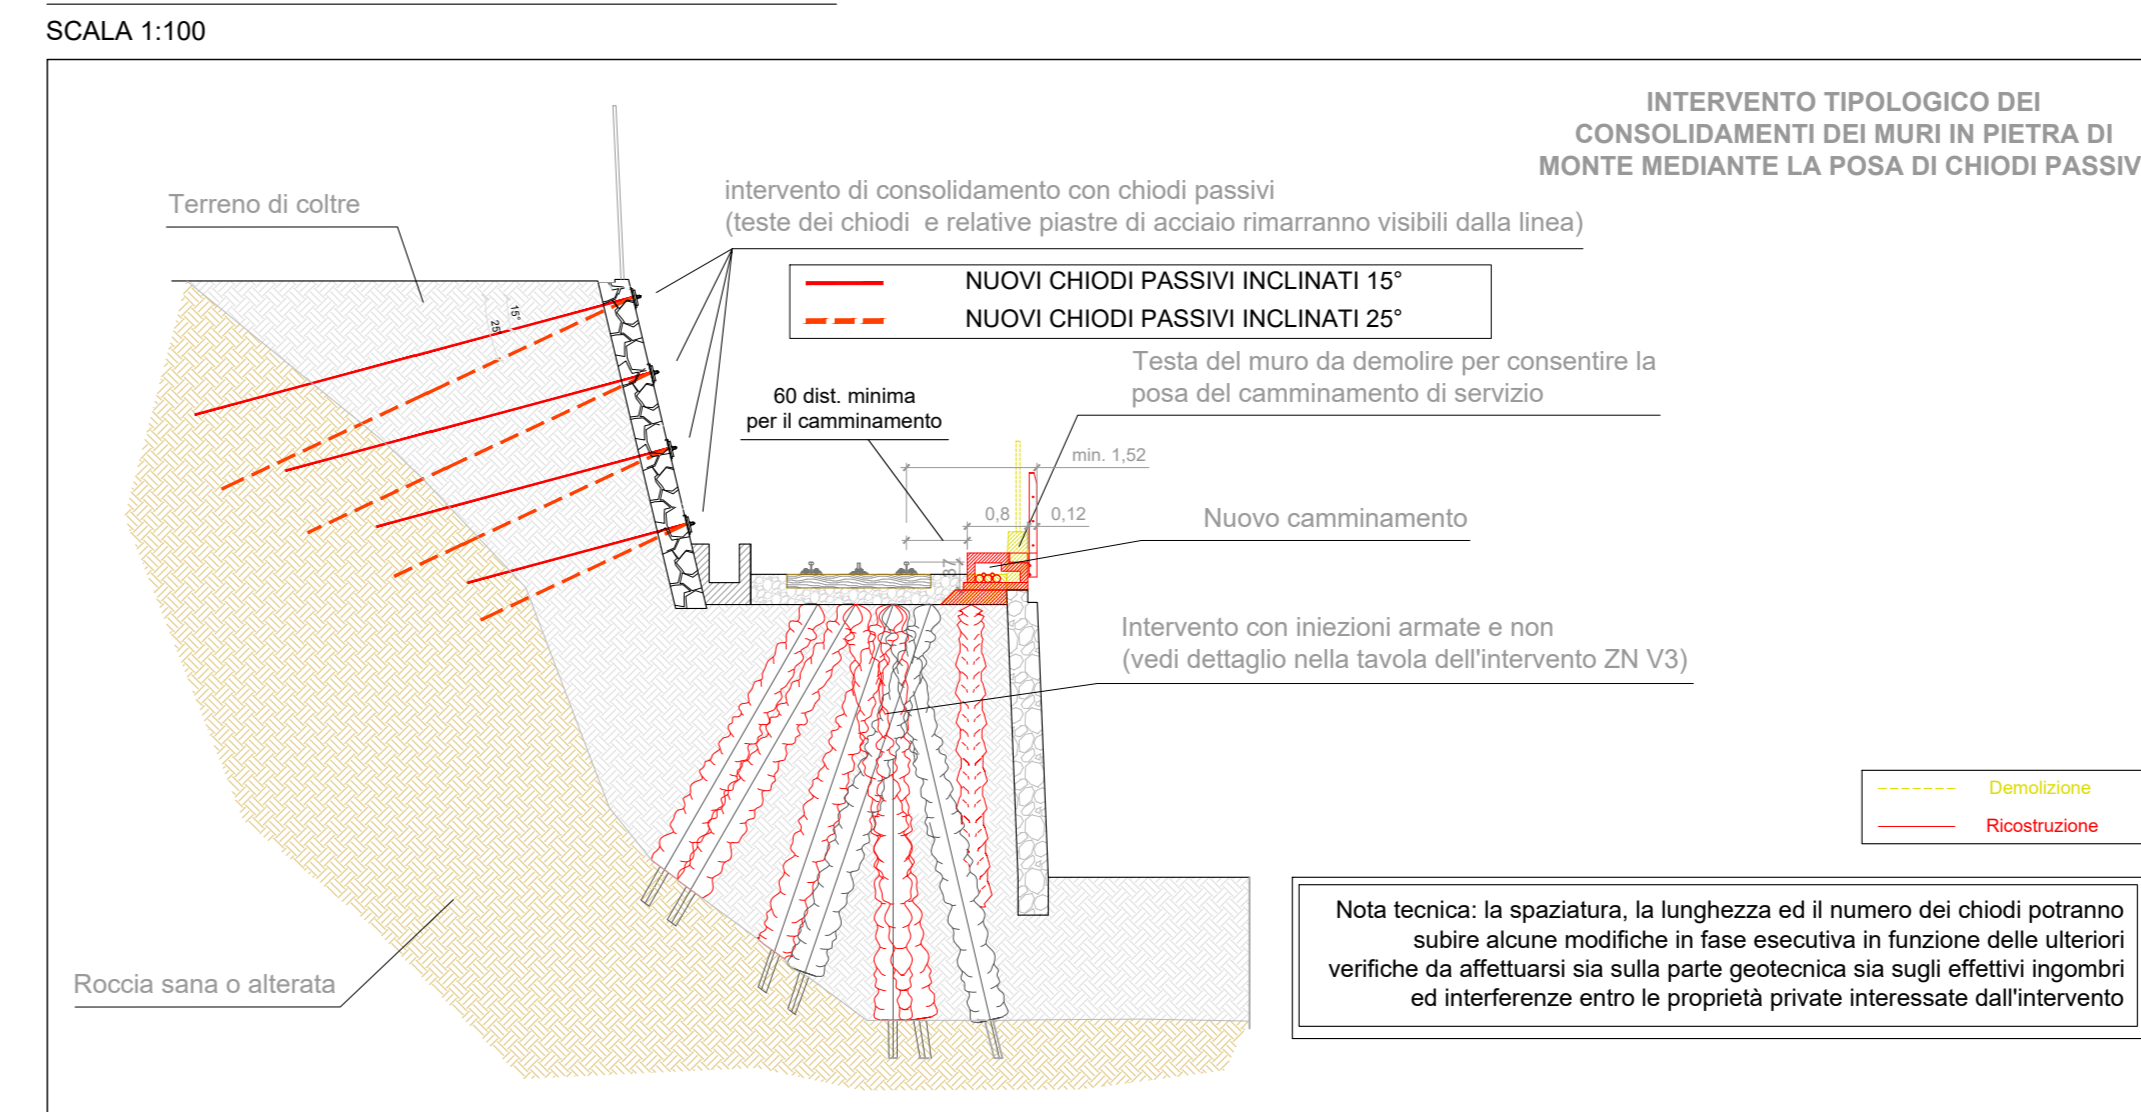 SCALA 1:100
INTERVENTO TIPOLOGICO DEI
CONSOLIDAMENTI DEI MURI IN PIETRA DI
MONTE MEDIANTE LA POSA DI CHIODI PASSIV
Terreno di coltre
intervento di consolidamento con chiodi passivi
(teste dei chiodi e relative piastre di acciaio rimarranno visibili dalla linea)
NUOVI CHIODI PASSIVI INCLINATI 15°
NUOVI CHIODI PASSIVI INCLINATI 25°
15°
25°
Testa del muro da demolire per consentire la
posa del camminamento di servizio
60 dist. minima
per il camminamento
min. 1,52
0,8
0,12
Nuovo camminamento
37
Intervento con iniezioni armate e non
(vedi dettaglio nella tavola dell'intervento ZN V3)
Demolizione
Ricostruzione
Nota tecnica: la spaziatura, la lunghezza ed il numero dei chiodi potranno
subire alcune modifiche in fase esecutiva in funzione delle ulteriori
verifiche da affettuarsi sia sulla parte geotecnica sia sugli effettivi ingombri
ed interferenze entro le proprietà private interessate dall'intervento
Roccia sana o alterata